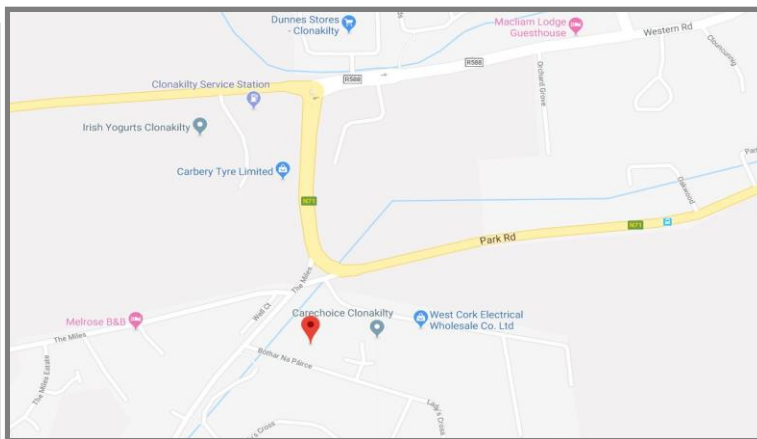 Dunnes Stores
- Clonakilty
Macliam Lodge
Guesthouse
Western Rd
R588
R588
Clonakilty Service Station
Orchard Grove
Irish Yogurts Clonakilty
Carbery Tyre Limited
Oakwood
N71
N71
Park Rd
The Miles
Well Ct
Carechoice Clonakilty
West Cork Electrical
Wholesale Co. Ltd
Melrose B&B
The Miles
Bothar Na Páirce
The Miles Estate
Lady's Cross
Cross